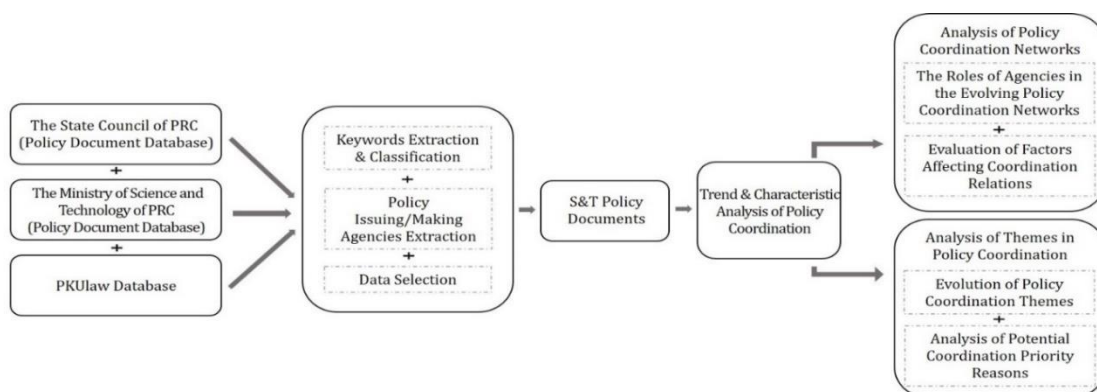 The State Council of PRC
(Policy Document Database)
+
The Ministry of Science and
Technology of PRC
(Policy Document Database)
+
PKUlaw Database
Keywords Extraction
& Classification
+
Policy
Issuing/Making
Agencies Extraction
+
Data Selection
S&T Policy
Documents
Trend & Characteristic
Analysis of Policy
Coordination
Analysis of Policy
Coordination Networks
The Roles of Agencies in
the Evolving Policy
Coordination Networks
+
Evaluation of Factors
Affecting Coordination
Relations
Analysis of Themes in
Policy Coordination
Evolution of Policy
Coordination Themes
+
Analysis of Potential
Coordination Priority
Reasons